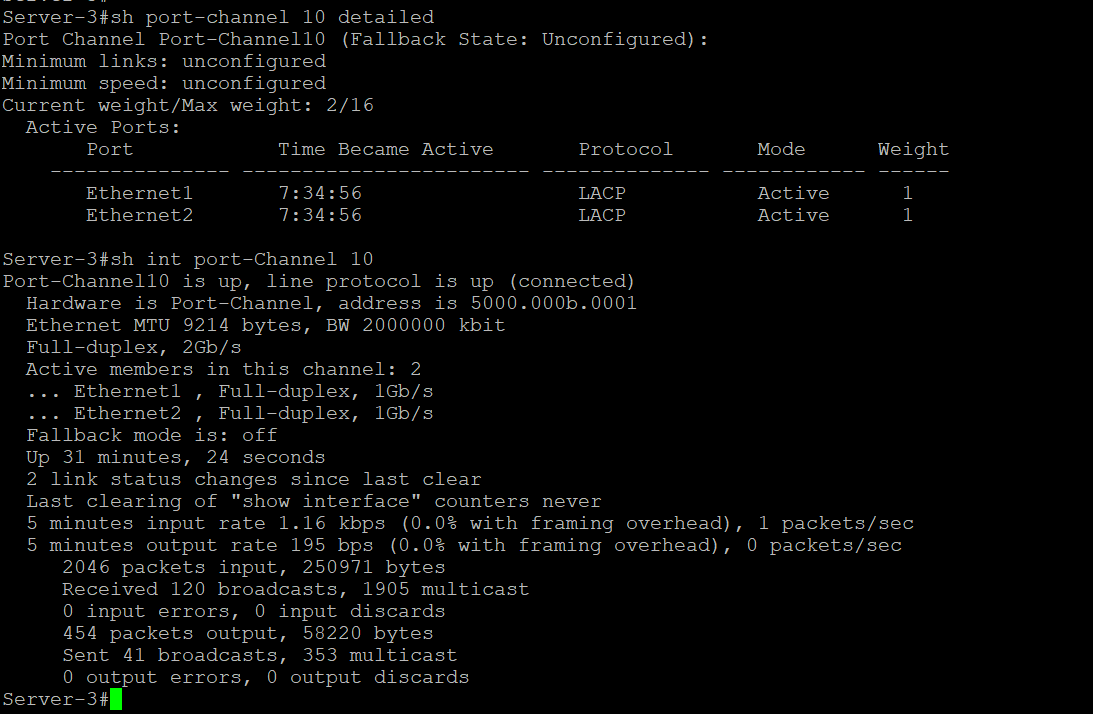 Server-3#sh port-channel 10 detailed
Port Channel Port-Channel10 (Fallback State: Unconfigured):
Minimum links: unconfigured
Minimum speed: unconfigured
Current weight/Max weight: 2/16
  Active Ports:
       Port            Time Became Active       Protocol       Mode      Weight
    --------------- ------------------------ -------------- ------------ ------
       Ethernet1       7:34:56                  LACP           Active      1
       Ethernet2       7:34:56                  LACP           Active      1

Server-3#sh int port-Channel 10
Port-Channel10 is up, line protocol is up (connected)
  Hardware is Port-Channel, address is 5000.000b.0001
  Ethernet MTU 9214 bytes, BW 2000000 kbit
  Full-duplex, 2Gb/s
  Active members in this channel: 2
  ... Ethernet1 , Full-duplex, 1Gb/s
  ... Ethernet2 , Full-duplex, 1Gb/s
  Fallback mode is: off
  Up 31 minutes, 24 seconds
  2 link status changes since last clear
  Last clearing of "show interface" counters never
  5 minutes input rate 1.16 kbps (0.0% with framing overhead), 1 packets/sec
  5 minutes output rate 195 bps (0.0% with framing overhead), 0 packets/sec
     2046 packets input, 250971 bytes
     Received 120 broadcasts, 1905 multicast
     0 input errors, 0 input discards
     454 packets output, 58220 bytes
     Sent 41 broadcasts, 353 multicast
     0 output errors, 0 output discards
Server-3#